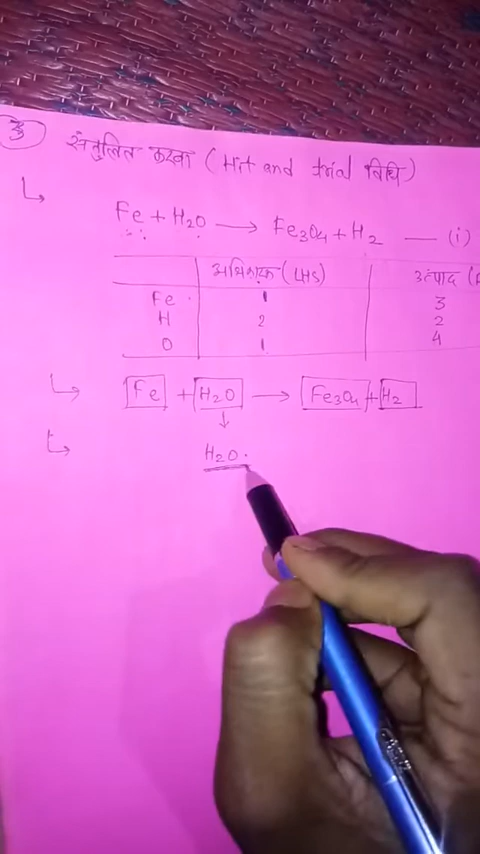 3 संतुलित करना (Hit and trial विधि)
Fe + H2O → Fe3O4 + H2 — (i)
अभिकारक (LHS) उत्पाद (R
Fe 1 3
H 2 2
O 1 4
Fe + H2O → Fe3O4 + H2
↓
H2O